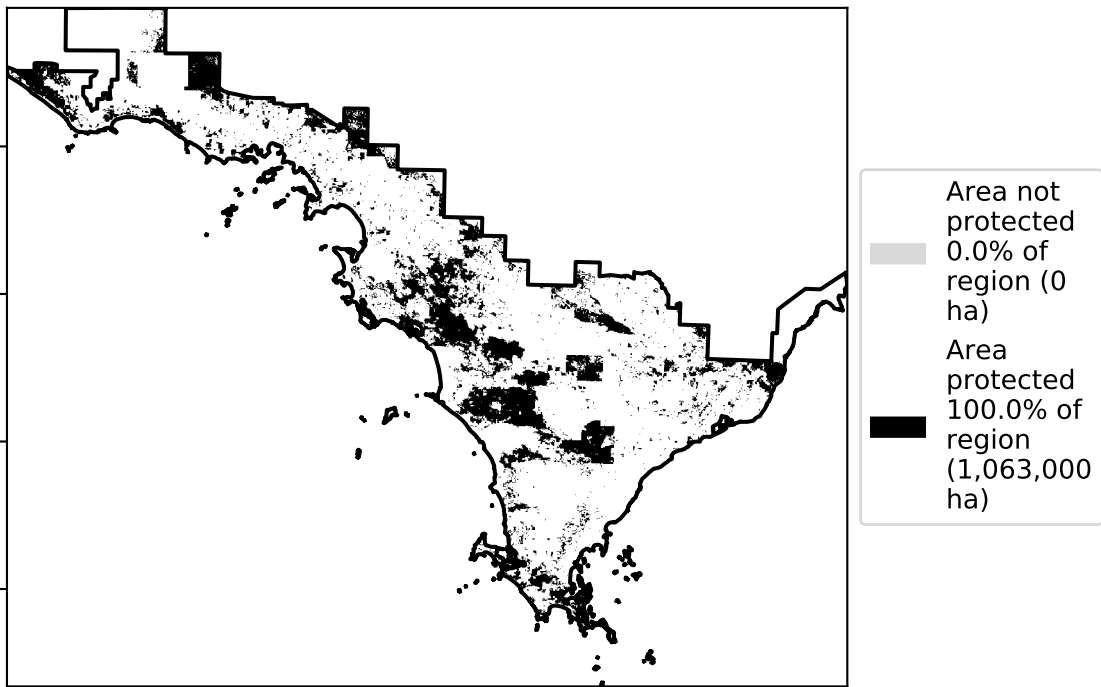 Area not
protected
0.0% of
region (0
ha)
Area
protected
100.0% of
region
(1,063,000
ha)